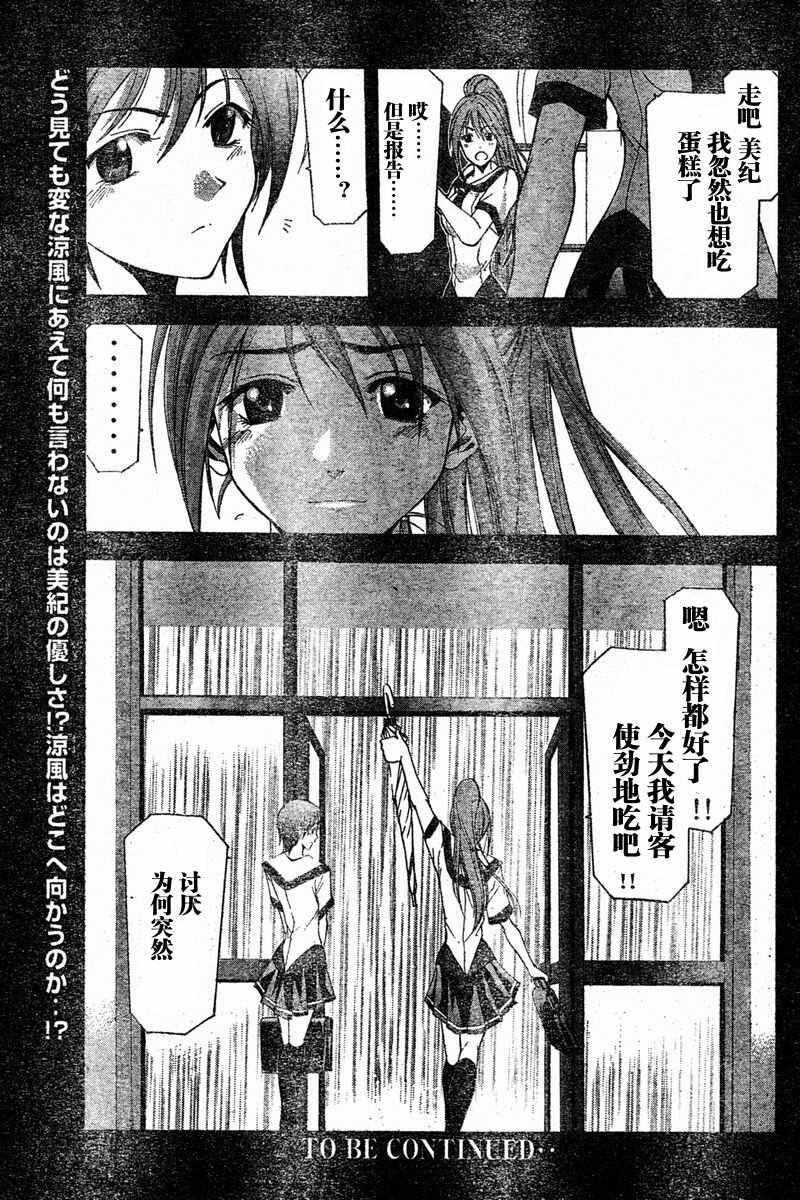 走吧 美纪
我忽然也想吃
蛋糕了
哎……
但是报告……
什么……?
………
嗯 怎样都好了!!
今天我请客
使劲地吃吧!!
讨厌
为何突然
どう見ても変な涼風にあえて何も言わないのは美紀の優しさ!?涼風はどこへ向かうのか‥!?
TO BE CONTINUED‥